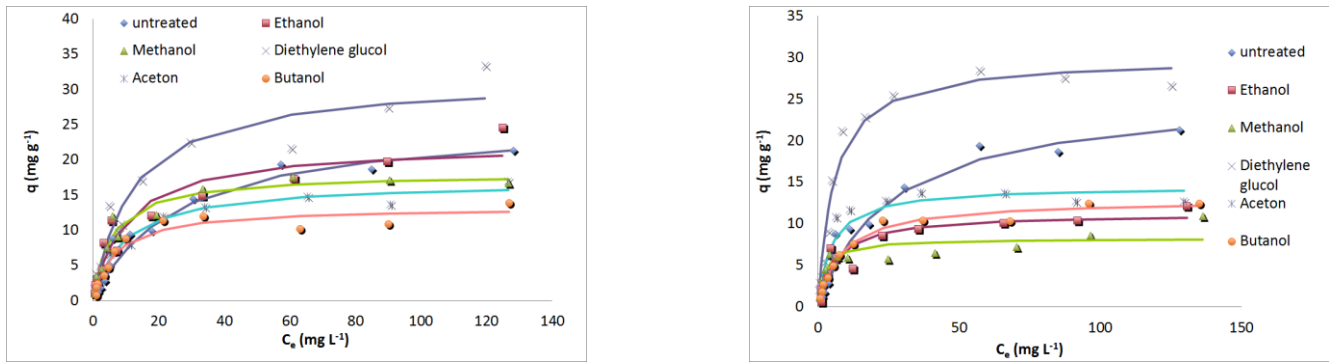 40
35
30
25
20
15
10
5
0
q (mg g-1)
untreated
Ethanol
Methanol
Diethylene glucol
Aceton
Butanol
0 20 40 60 80 100 120 140
Ce (mg L-1)
35
30
25
20
15
10
5
0
q (mg g-1)
0 50 100 150
Ce (mg L-1)
untreated
Ethanol
Methanol
Diethylene
glucol
Aceton
Butanol